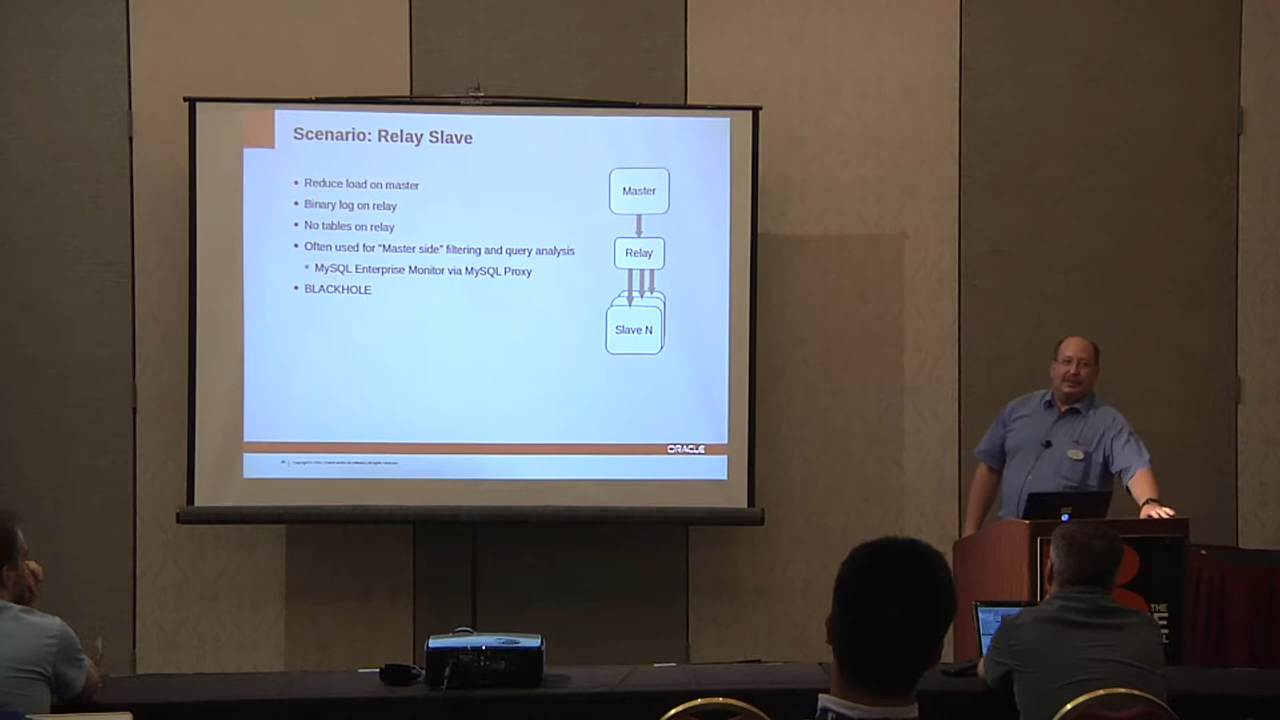 Scenario: Relay Slave
• Reduce load on master
• Binary log on relay
• No tables on relay
• Often used for "Master side" filtering and query analysis
• MySQL Enterprise Monitor via MySQL Proxy
• BLACKHOLE
Master
Relay
Slave N
ORACLE
THE